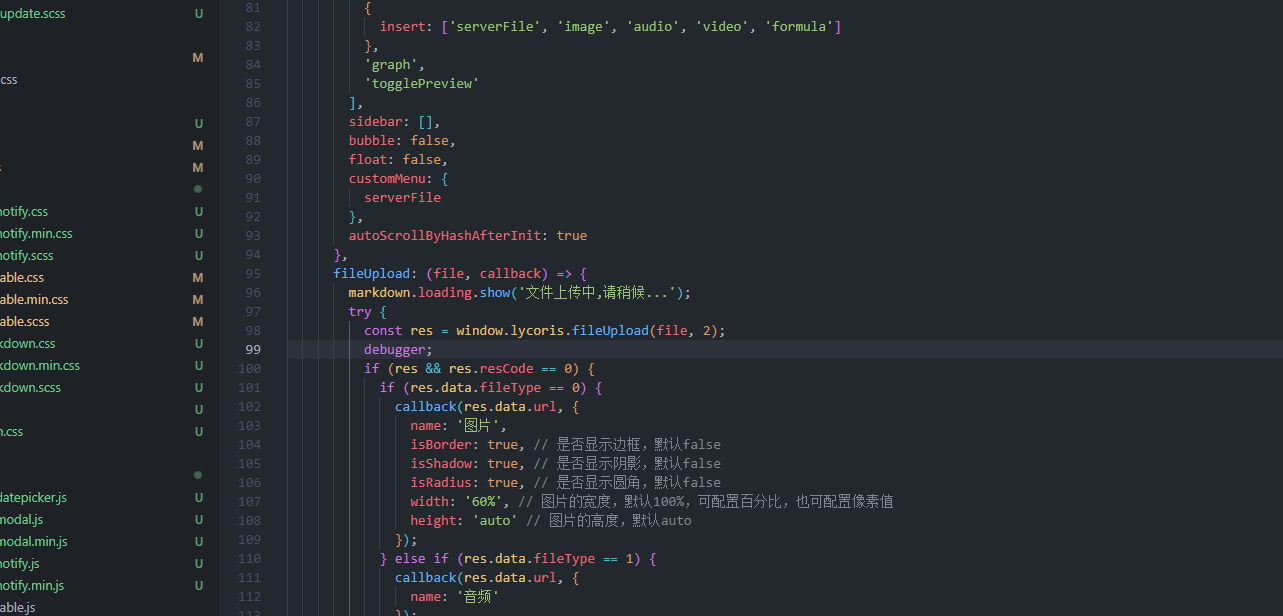 update.scss U
M
css
U
M
M
notify.css U
notify.min.css U
notify.scss U
able.css M
able.min.css M
able.scss M
kdown.css U
kdown.min.css U
kdown.scss U
U
n.css U
datepicker.js U
modal.js U
modal.min.js U
notify.js U
notify.min.js U
able.js
81 {
82 insert: ['serverFile', 'image', 'audio', 'video', 'formula']
83 },
84 'graph',
85 'togglePreview'
86 ],
87 sidebar: [],
88 bubble: false,
89 float: false,
90 customMenu: {
91 serverFile
92 },
93 autoScrollByHashAfterInit: true
94 },
95 fileUpload: (file, callback) => {
96 markdown.loading.show('文件上传中,请稍候...');
97 try {
98 const res = window.lycoris.fileUpload(file, 2);
99 debugger;
100 if (res && res.resCode == 0) {
101 if (res.data.fileType == 0) {
102 callback(res.data.url, {
103 name: '图片',
104 isBorder: true, // 是否显示边框，默认false
105 isShadow: true, // 是否显示阴影，默认false
106 isRadius: true, // 是否显示圆角，默认false
107 width: '60%', // 图片的宽度，默认100%，可配置百分比，也可配置像素值
108 height: 'auto' // 图片的高度，默认auto
109 });
110 } else if (res.data.fileType == 1) {
111 callback(res.data.url, {
112 name: '音频'
113 });